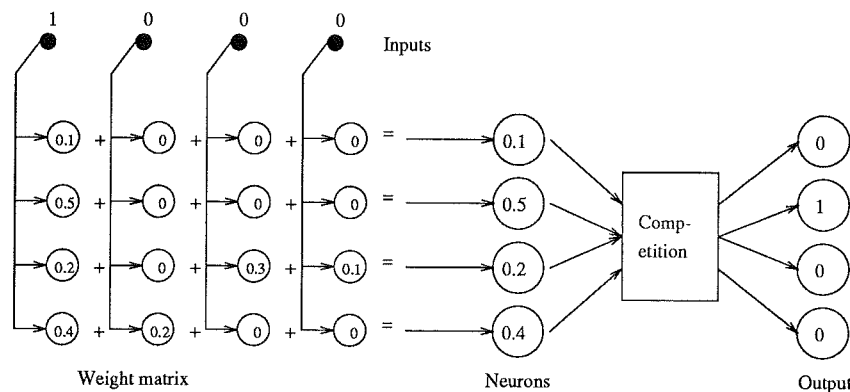 1 0 0 0
Inputs
0.1 + 0 + 0 + 0 = 0.1 0
0.5 + 0 + 0 + 0 = 0.5 1
Comp-
etition
0.2 + 0 + 0.3 + 0.1 = 0.2 0
0.4 + 0.2 + 0 + 0 = 0.4 0
Weight matrix Neurons Output